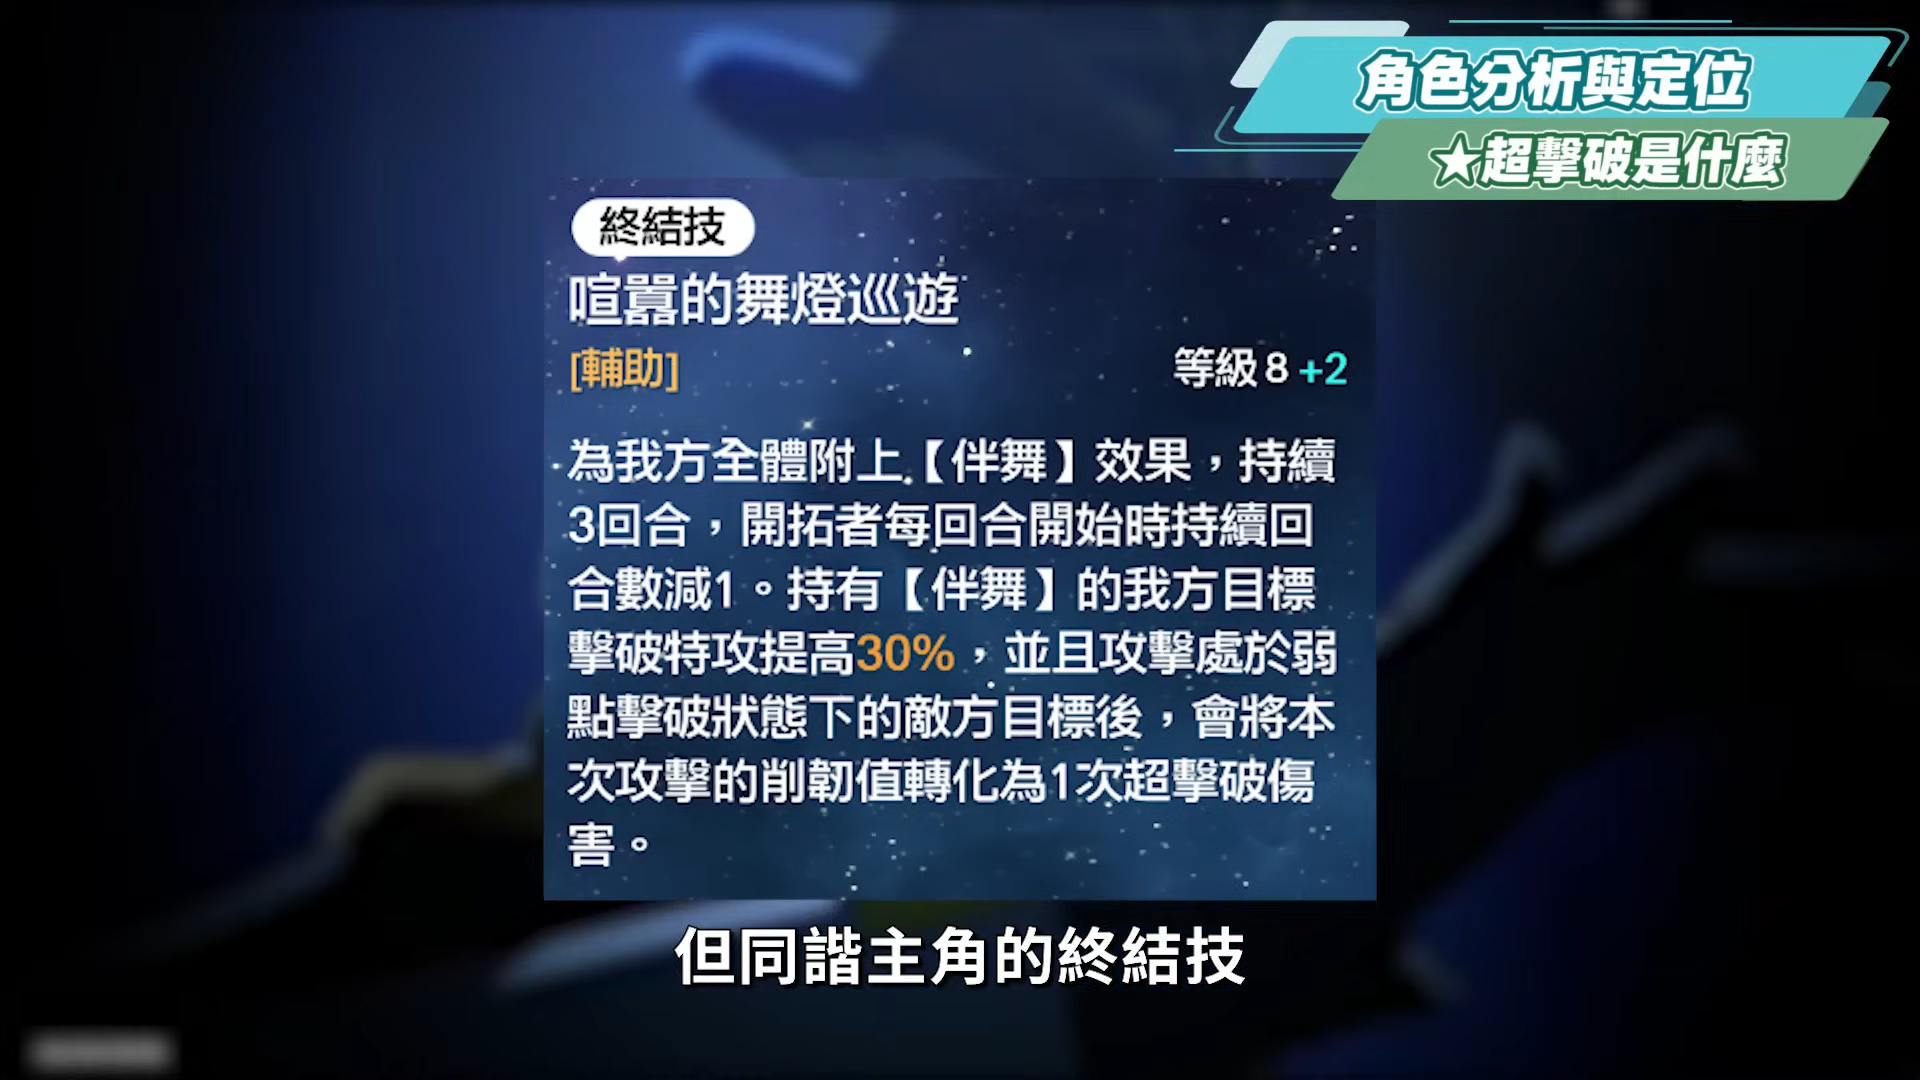 角色分析與定位
★超擊破是什麼
終結技
喧囂的舞燈巡遊
[輔助]
等級8+2
為我方全體附上【伴舞】效果，持續
3回合，開拓者每回合開始時持續回
合數減1。持有【伴舞】的我方目標
擊破特攻提高30%，並且攻擊處於弱
點擊破狀態下的敵方目標後，會將本
次攻擊的削韌值轉化為1次超擊破傷
害。
但同諧主角的終結技